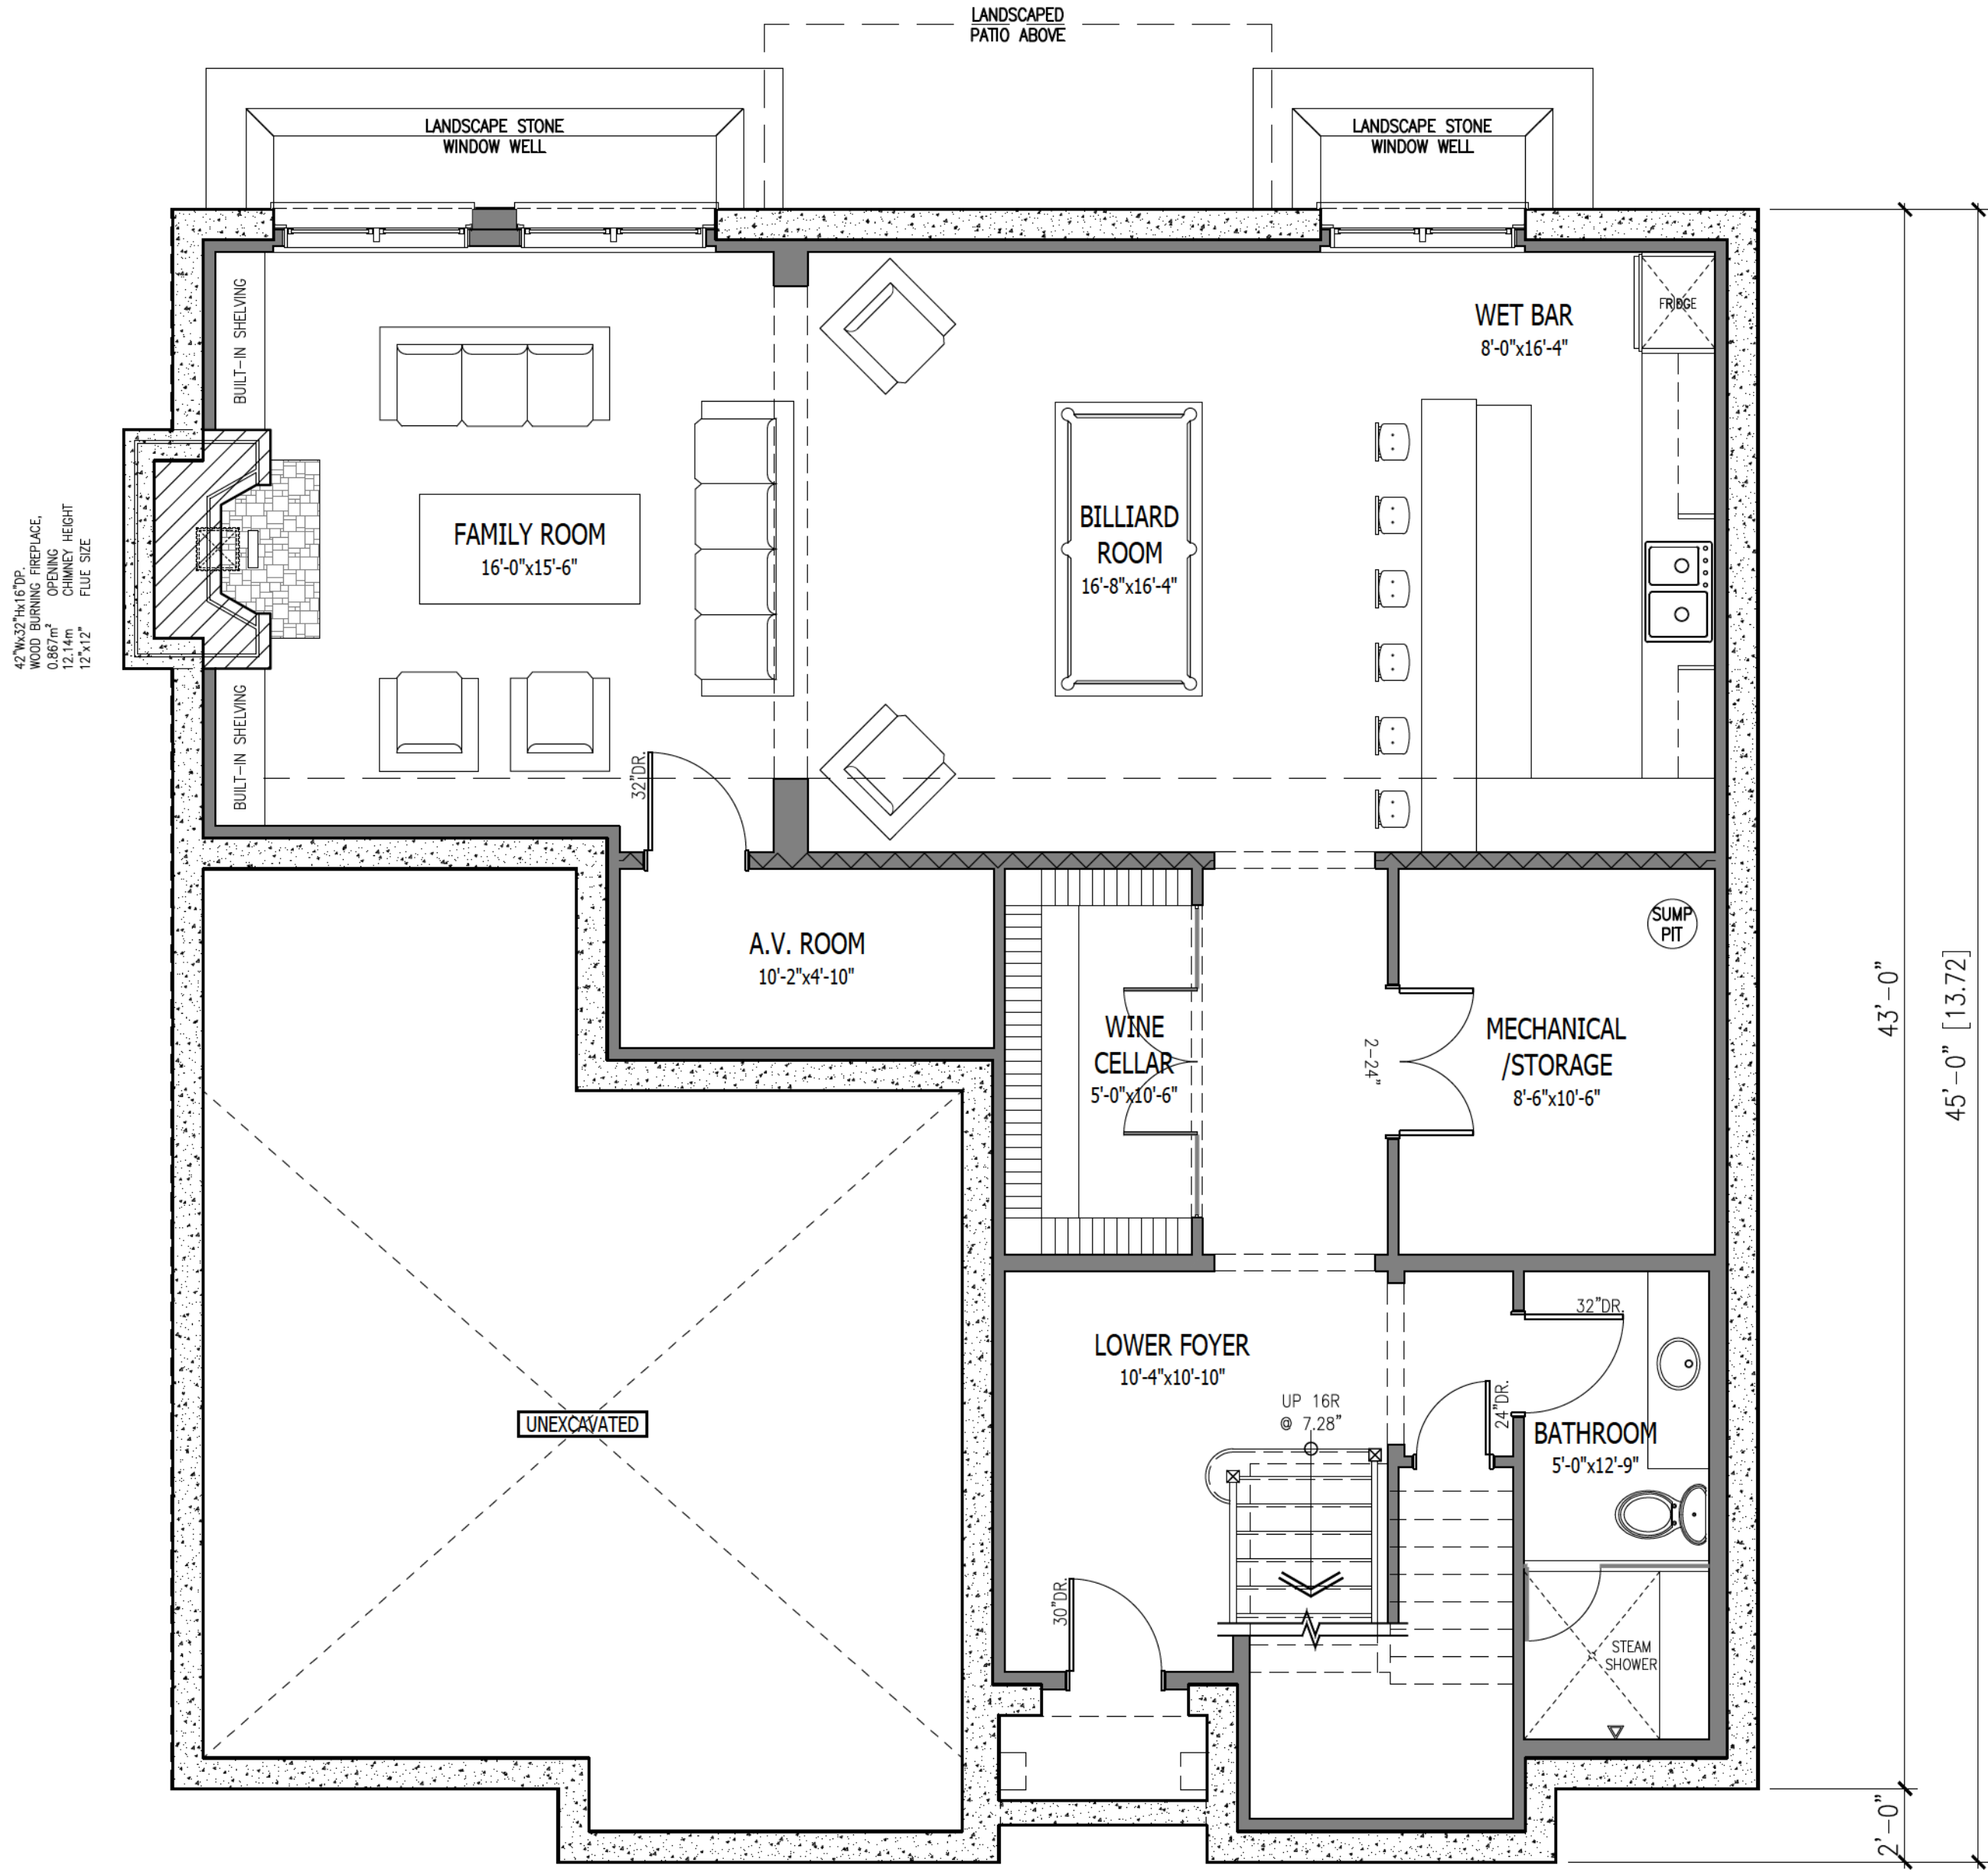 LANDSCAPED
PATIO ABOVE
LANDSCAPE STONE
WINDOW WELL
LANDSCAPE STONE
WINDOW WELL
BUILT-IN SHELVING
WET BAR
8'-0"x16'-4"
FRIDGE
42"Wx32"Hx16"DP.
WOOD BURNING FIREPLACE,
0.867m² OPENING
12.14m CHIMNEY HEIGHT
12"x12" FLUE SIZE
FAMILY ROOM
16'-0"x15'-6"
BILLIARD
ROOM
16'-8"x16'-4"
BUILT-IN SHELVING
32"DR.
A.V. ROOM
10'-2"x4'-10"
WINE
CELLAR
5'-0"x10'-6"
2-24"
SUMP
PIT
MECHANICAL
/STORAGE
8'-6"x10'-6"
43'-0"
45'-0" [13.72]
LOWER FOYER
10'-4"x10'-10"
UP 16R
@ 7.28"
32"DR.
24"DR.
BATHROOM
5'-0"x12'-9"
UNEXCAVATED
30"DR.
STEAM
SHOWER
2'-0"